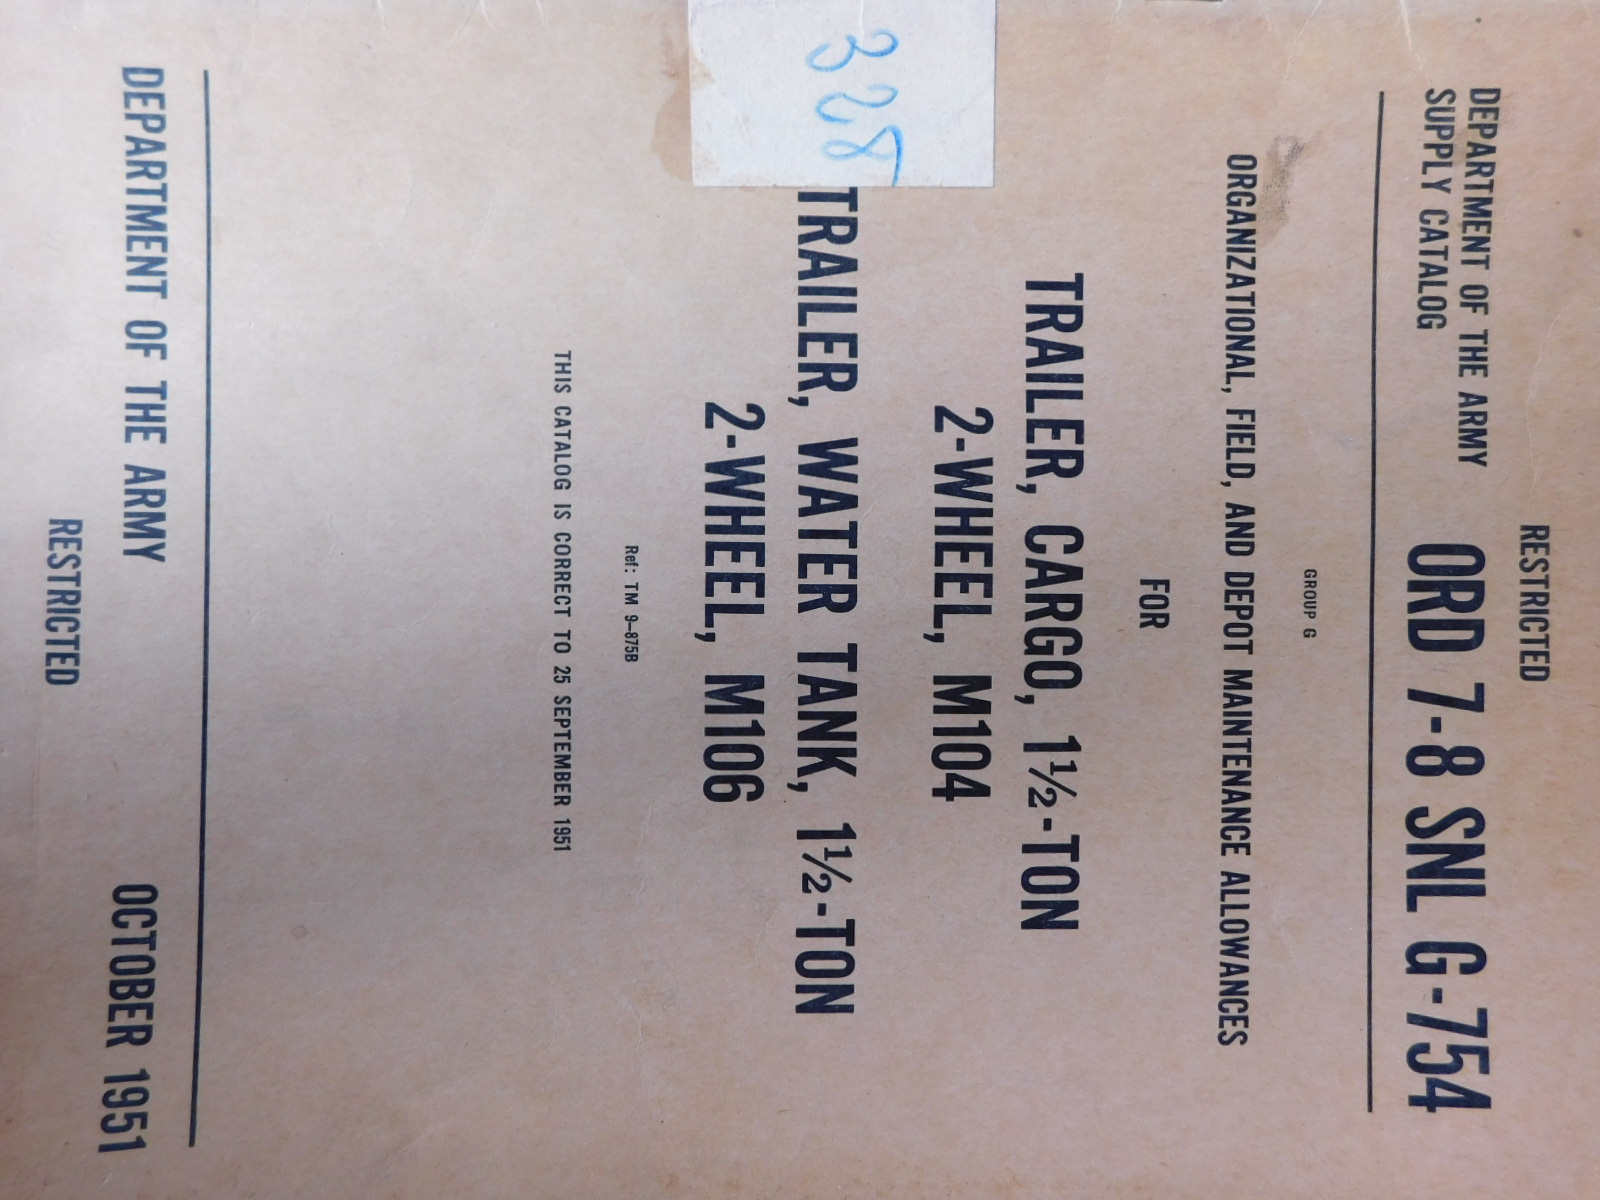 RESTRICTED
DEPARTMENT OF THE ARMY
SUPPLY CATALOG
ORD 7-8 SNL G-754
GROUP G
ORGANIZATIONAL, FIELD, AND DEPOT MAINTENANCE ALLOWANCES
FOR
TRAILER, CARGO, 1½-TON
2-WHEEL, M104
328
TRAILER, WATER TANK, 1½-TON
2-WHEEL, M106
Ref: TM 9-875B
THIS CATALOG IS CORRECT TO 25 SEPTEMBER 1951
DEPARTMENT OF THE ARMY
OCTOBER 1951
RESTRICTED